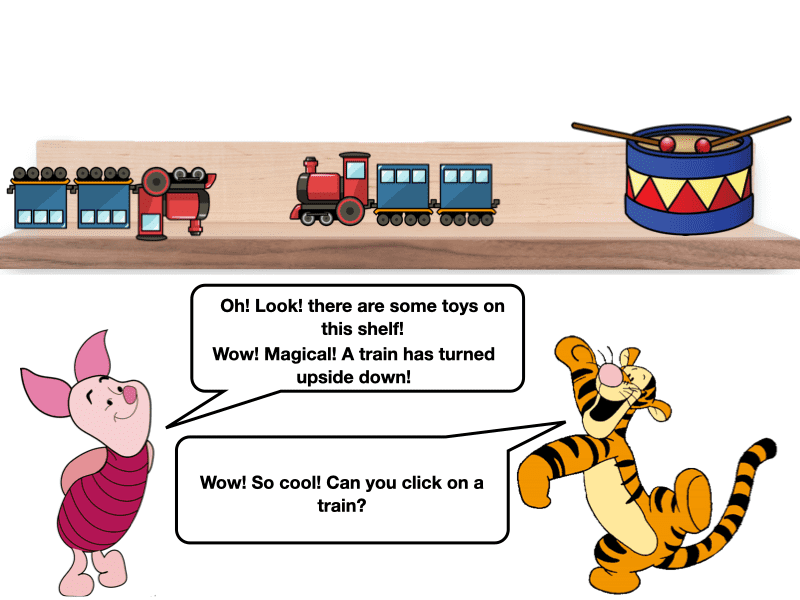 Oh! Look! there are some toys on
this shelf!
Wow! Magical! A train has turned
upside down!
Wow! So cool! Can you click on a
train?